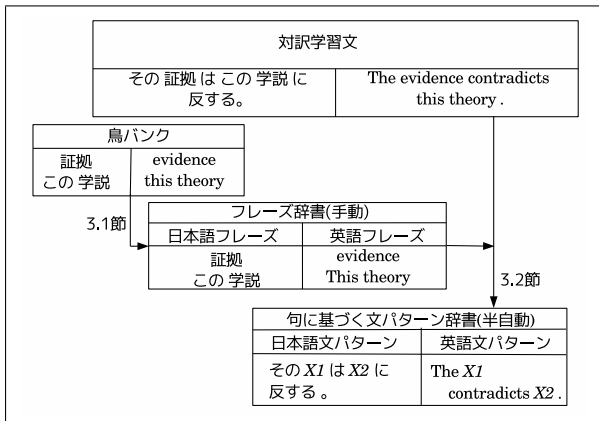 対訳学習文
その 証拠 は この 学説 に
反する。
The evidence contradicts
this theory .
鳥バンク
証拠
この 学説
evidence
this theory
3.1節
フレーズ辞書(手動)
日本語フレーズ
英語フレーズ
証拠
この 学説
evidence
This theory
3.2節
句に基づく文パターン辞書(半自動)
日本語文パターン
英語文パターン
その X1 は X2 に
反する 。
The X1
contradicts X2 .